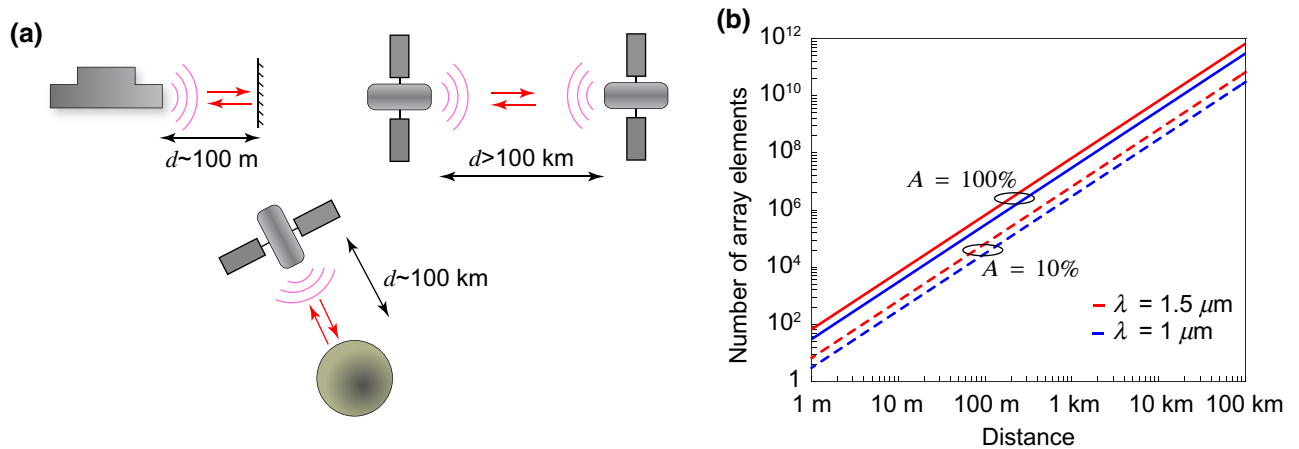 (a)
d~100 m
d>100 km
d~100 km
(b)
Number of array elements
10¹²
10¹⁰
10⁸
10⁶
10⁴
10²
1
A = 100%
A = 10%
λ = 1.5 μm
λ = 1 μm
1 m 10 m 100 m 1 km 10 km 100 km
Distance